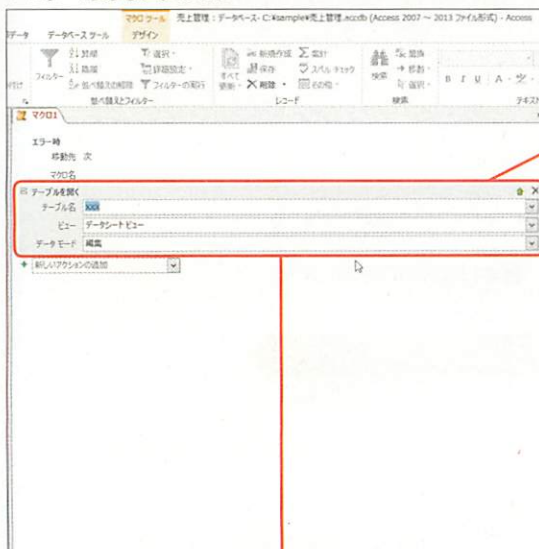 マクロ ツール 売上管理 : データベース- C:¥sample¥売上管理.accdb (Access 2007 ～ 2013 ファイル形式) - Access
データ データベース ツール デザイン
フィルター
昇順
降順
並べ替えの解除
選択
詳細設定
フィルターの実行
並べ替えとフィルター
すべて更新
新規作成
保存
削除
集計
スペル チェック
その他
レコード
検索
置換
移動
選択
検索
B I U A
テキスト
マクロ1
エラー時
移動先 次
マクロ名
テーブルを開く
テーブル名 xxx
ビュー データシート ビュー
データ モード 編集
新しいアクションの追加